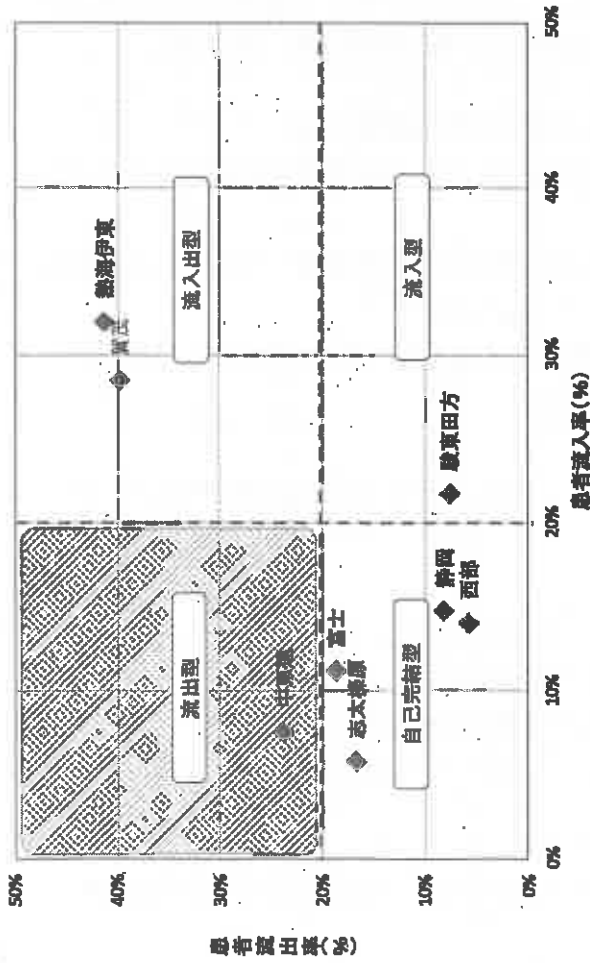 患者流出率(%)
50%
40%
30%
20%
10%
0%
流出型
流入出型
自己完結型
流入型
熱海伊東
賀茂
中東遠
富士
志太榛原
駿東田方
静岡
西部
0%
10%
20%
30%
40%
50%
患者流入率(%)